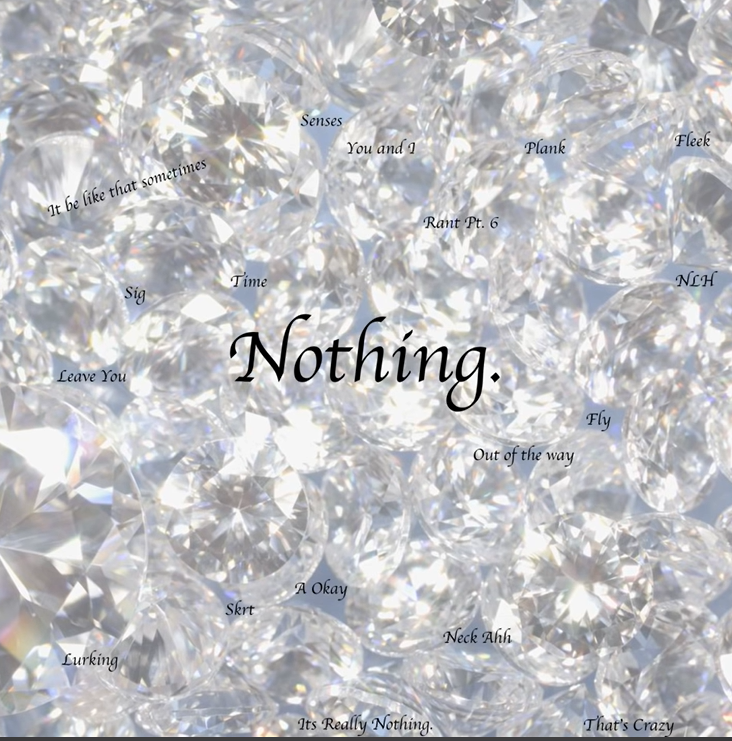 Senses
You and I
Plank
Fleek
It be like that sometimes
Rant Pt. 6
Sig
Time
NLH
Nothing.
Leave You
Fly
Out of the way
A Okay
Skrt
Neck Ahh
Lurking
Its Really Nothing.
That's Crazy